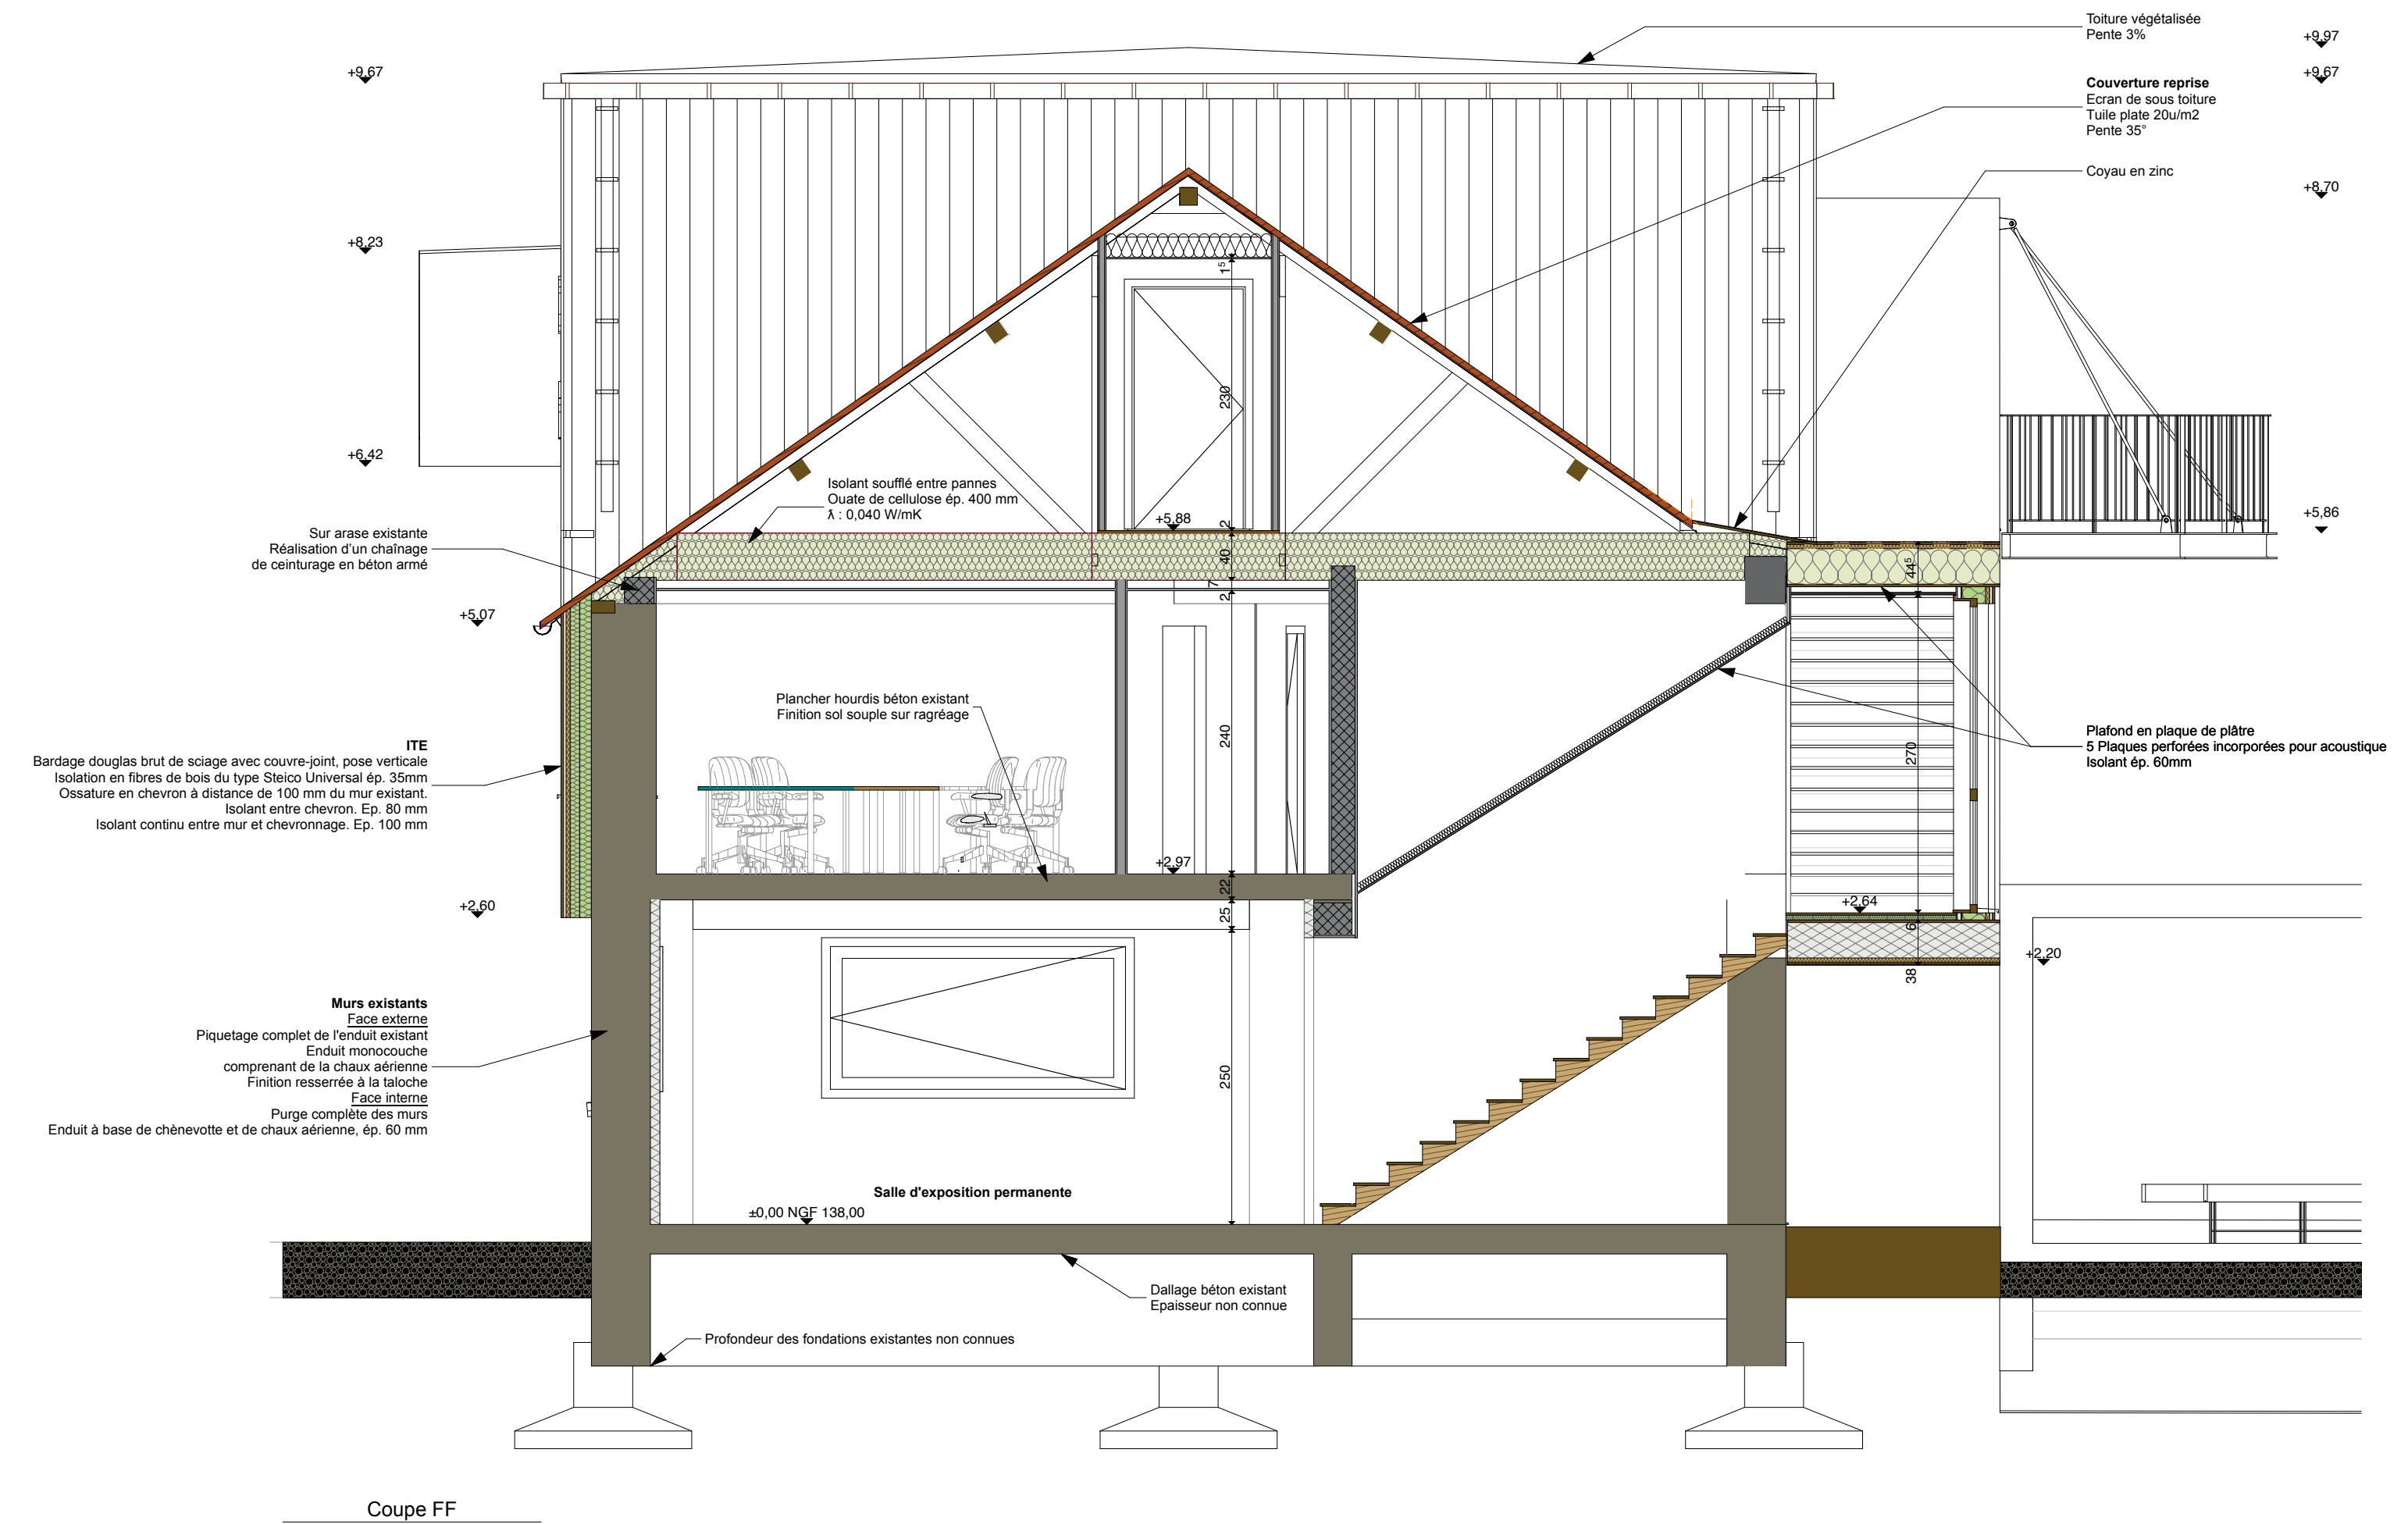 Toiture végétalisée
Pente 3%
+9,97
+9,67
+9,67
Couverture reprise
Ecran de sous toiture
Tuile plate 20u/m2
Pente 35°
Coyau en zinc
+8,70
+8,23
1⁵
230
+6,42
Isolant soufflé entre pannes
Ouate de cellulose ép. 400 mm
ƛ : 0,040 W/mK
+5,88
2
+5,86
Sur arase existante
Réalisation d'un chaînage
de ceinturage en béton armé
40
44⁵
7
2
+5,07
Plancher hourdis béton existant
Finition sol souple sur ragréage
240
270
Plafond en plaque de plâtre
5 Plaques perforées incorporées pour acoustique
Isolant ép. 60mm
ITE
Bardage douglas brut de sciage avec couvre-joint, pose verticale
Isolation en fibres de bois du type Steico Universal ép. 35mm
Ossature en chevron à distance de 100 mm du mur existant.
Isolant entre chevron. Ep. 80 mm
Isolant continu entre mur et chevronnage. Ep. 100 mm
+2,97
22
+2,60
25
+2,64
6
+2,20
38
Murs existants
Face externe
Piquetage complet de l'enduit existant
Enduit monocouche
comprenant de la chaux aérienne
Finition resserrée à la taloche
Face interne
Purge complète des murs
Enduit à base de chènevotte et de chaux aérienne, ép. 60 mm
250
Salle d'exposition permanente
±0,00 NGF 138,00
Dallage béton existant
Epaisseur non connue
Profondeur des fondations existantes non connues
Coupe FF